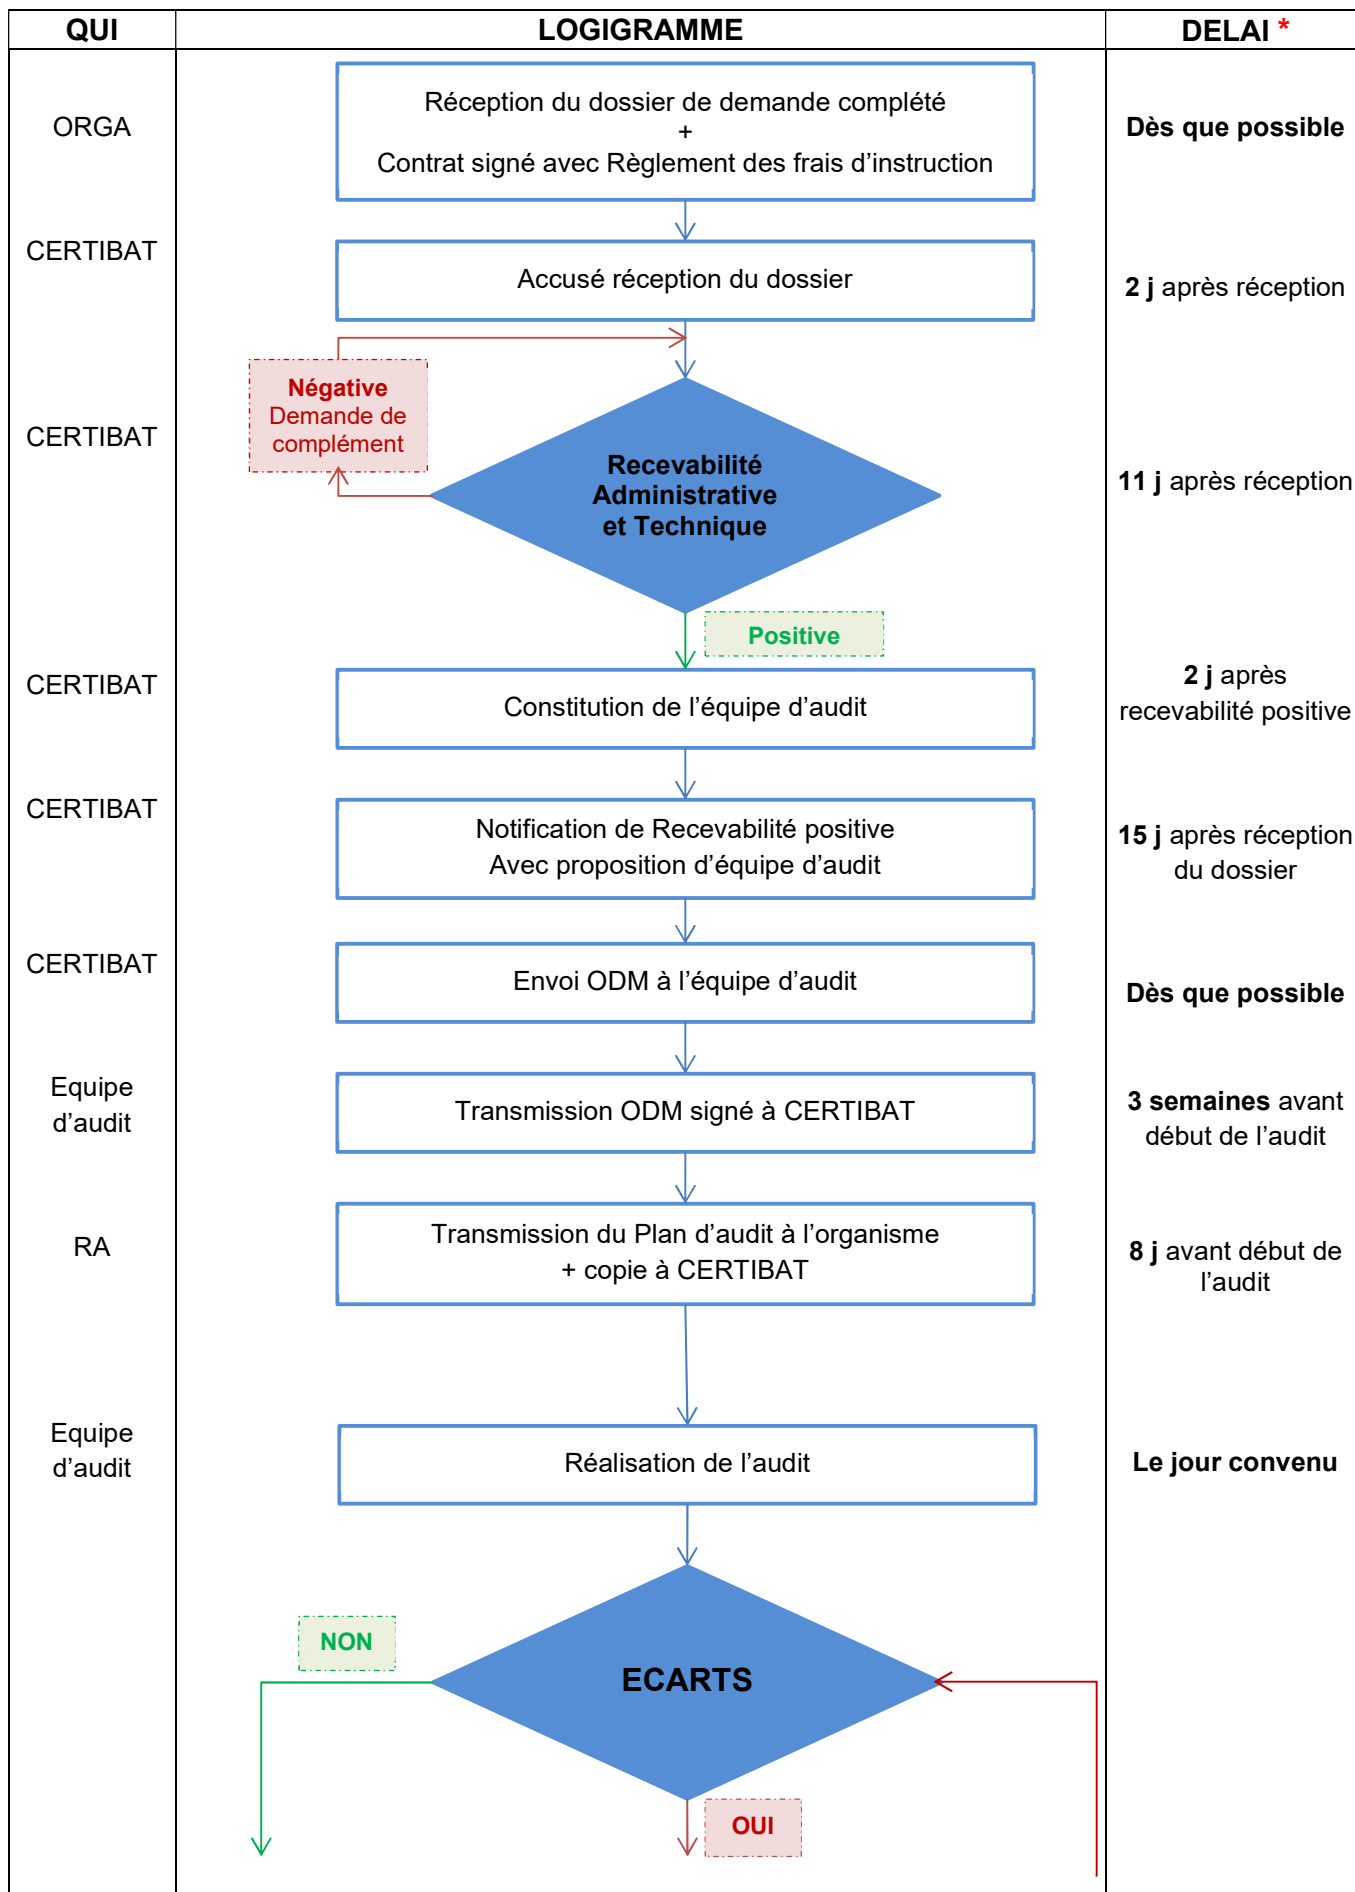 QUI
LOGIGRAMME
DELAI *
ORGA
Réception du dossier de demande complété
+
Contrat signé avec Règlement des frais d’instruction
Dès que possible
CERTIBAT
Accusé réception du dossier
2 j après réception
Négative
Demande de
complément
CERTIBAT
Recevabilité
Administrative
et Technique
11 j après réception
Positive
CERTIBAT
Constitution de l’équipe d’audit
2 j après
recevabilité positive
CERTIBAT
Notification de Recevabilité positive
Avec proposition d’équipe d’audit
15 j après réception
du dossier
CERTIBAT
Envoi ODM à l’équipe d’audit
Dès que possible
Equipe
d’audit
Transmission ODM signé à CERTIBAT
3 semaines avant
début de l’audit
RA
Transmission du Plan d’audit à l’organisme
+ copie à CERTIBAT
8 j avant début de
l’audit
Equipe
d’audit
Réalisation de l’audit
Le jour convenu
NON
ECARTS
OUI